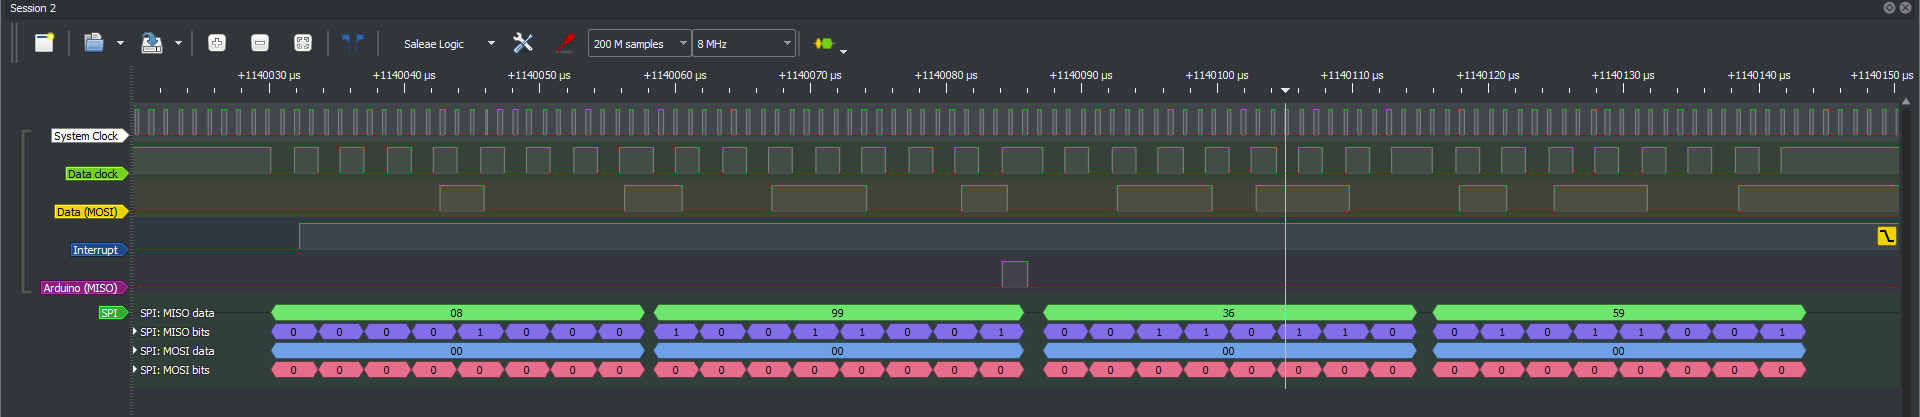 Session 2
Saleae Logic 200 M samples 8 MHz
+1140030 µs +1140040 µs +1140050 µs +1140060 µs +1140070 µs +1140080 µs +1140090 µs +1140100 µs +1140110 µs +1140120 µs +1140130 µs +1140140 µs +1140150 µs
System Clock
Data clock
Data (MOSI)
Interrupt
Arduino (MISO)
SPI SPI: MISO data 08 99 36 59
SPI: MISO bits 0 0 0 0 1 0 0 0 1 0 0 1 1 0 0 1 0 0 1 1 0 1 1 0 0 1 0 1 1 0 0 1
SPI: MOSI data 00 00 00 00
SPI: MOSI bits 0 0 0 0 0 0 0 0 0 0 0 0 0 0 0 0 0 0 0 0 0 0 0 0 0 0 0 0 0 0 0 0